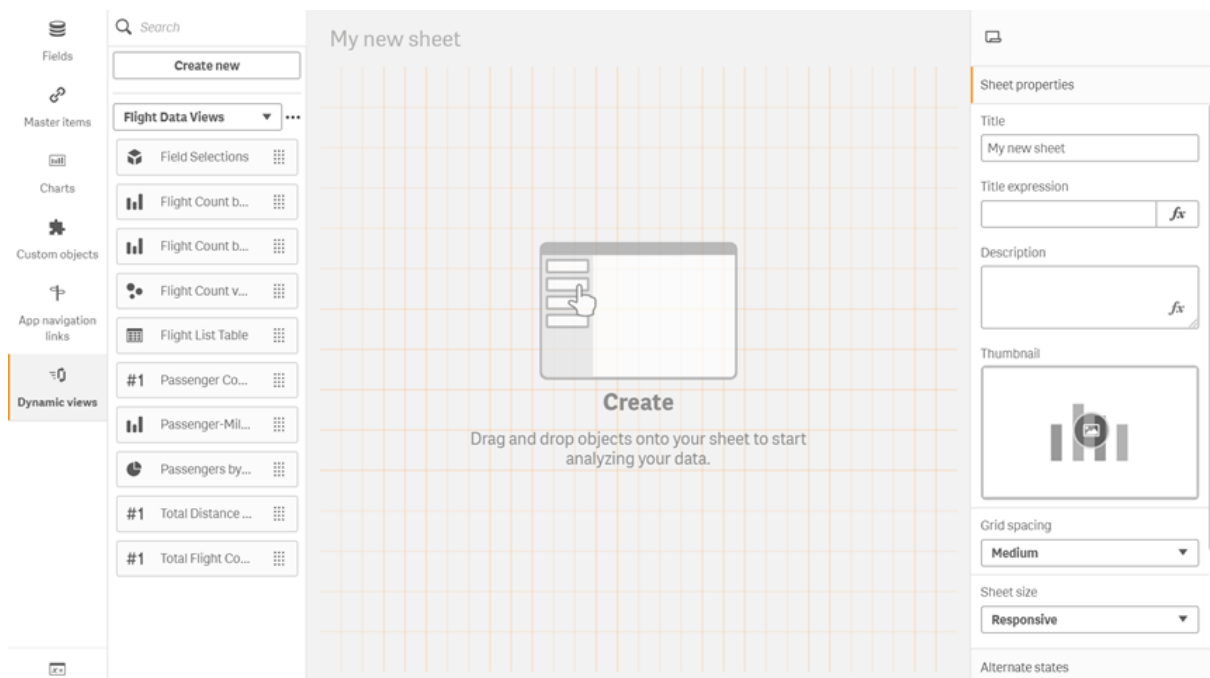 Fields
Master items
Charts
Custom objects
App navigation
links
Dynamic views
Search
Create new
Flight Data Views
Field Selections
Flight Count b...
Flight Count b...
Flight Count v...
Flight List Table
#1 Passenger Co...
Passenger-Mil...
Passengers by...
#1 Total Distance ...
#1 Total Flight Co...
My new sheet
Create
Drag and drop objects onto your sheet to start
analyzing your data.
Sheet properties
Title
My new sheet
Title expression
fx
Description
fx
Thumbnail
Grid spacing
Medium
Sheet size
Responsive
Alternate states